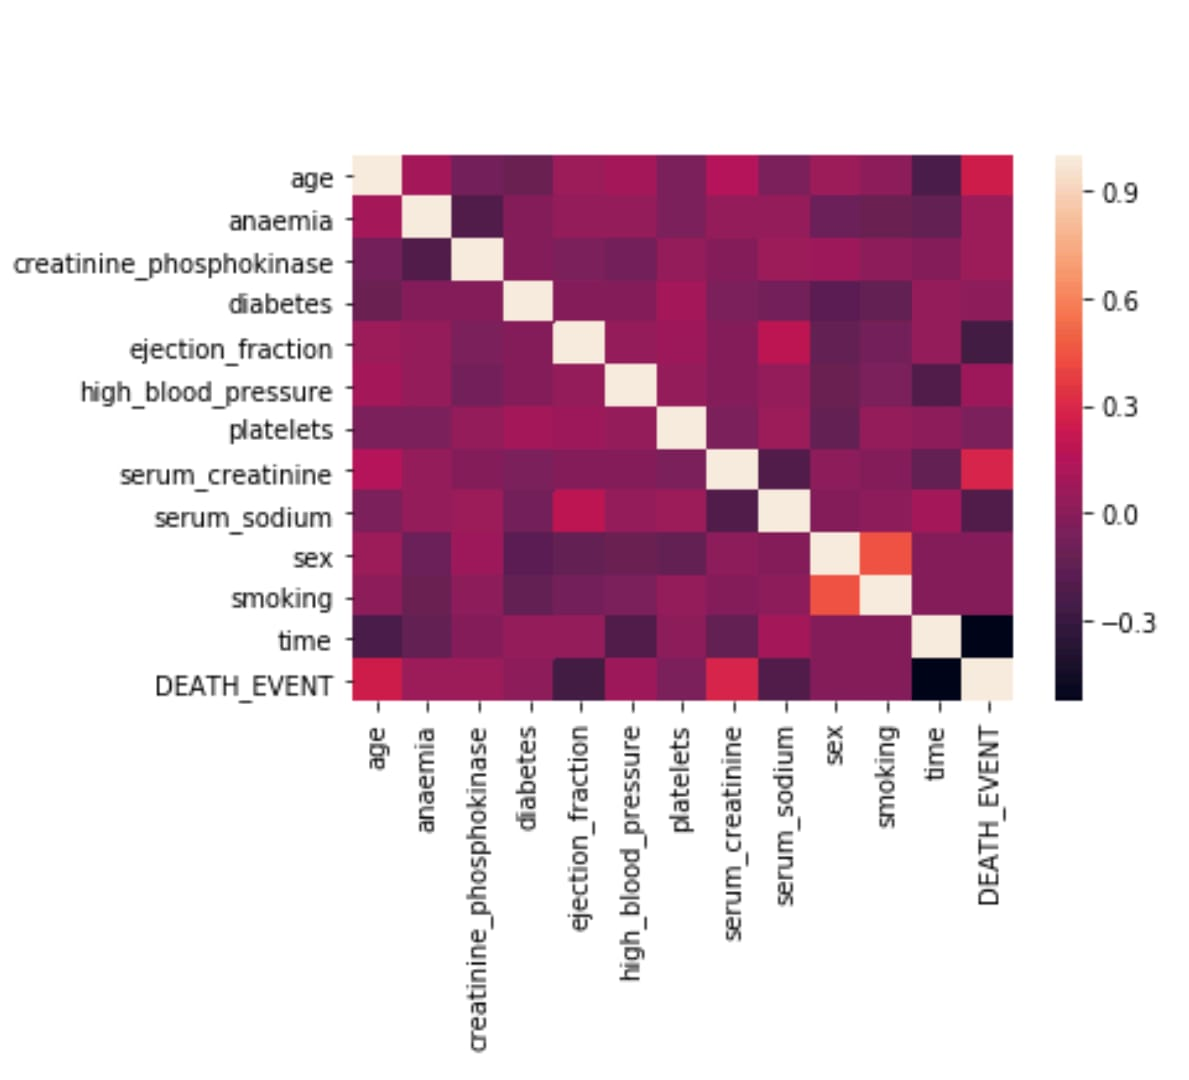 age
anaemia
creatinine_phosphokinase
diabetes
ejection_fraction
high_blood_pressure
platelets
serum_creatinine
serum_sodium
sex
smoking
time
DEATH_EVENT
0.9
0.6
0.3
0.0
−0.3
age
anaemia
creatinine_phosphokinase
diabetes
ejection_fraction
high_blood_pressure
platelets
serum_creatinine
serum_sodium
sex
smoking
time
DEATH_EVENT